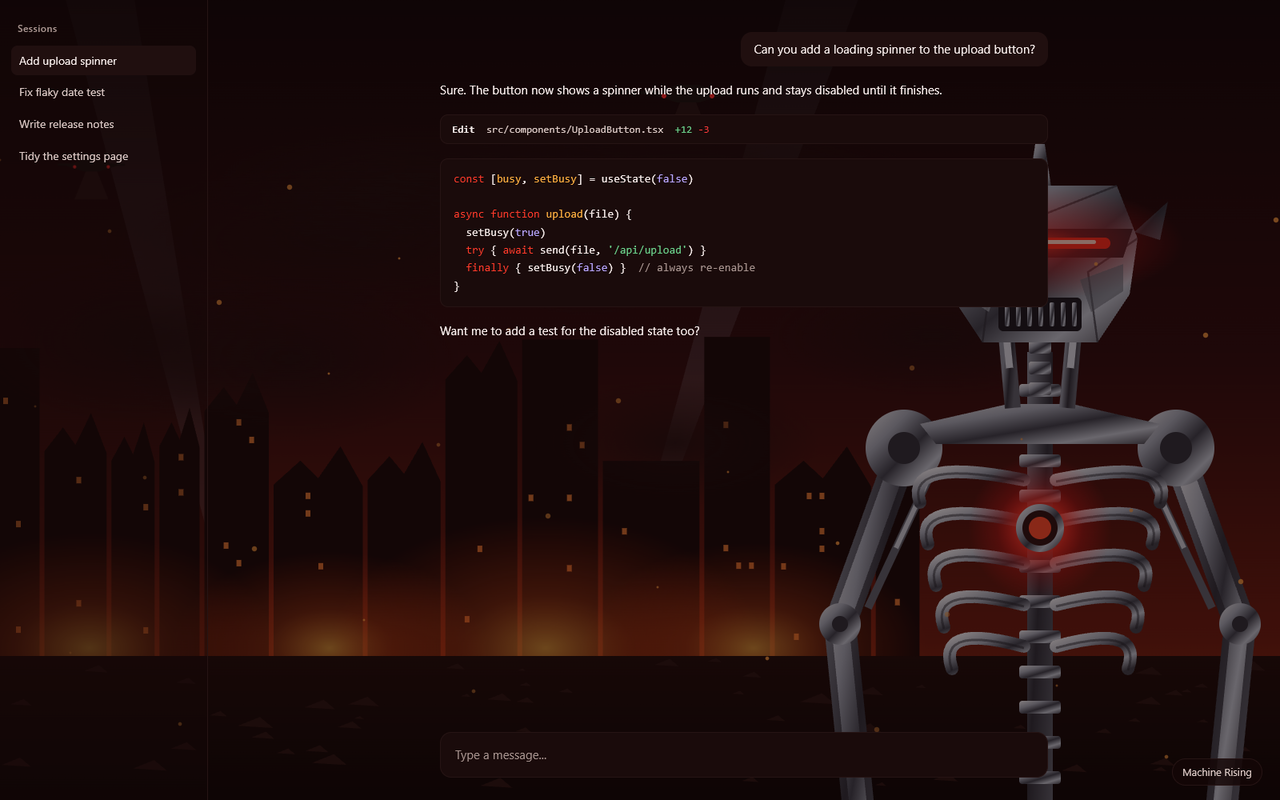 Sessions
Add upload spinner
Fix flaky date test
Write release notes
Tidy the settings page
Can you add a loading spinner to the upload button?
Sure. The button now shows a spinner while the upload runs and stays disabled until it finishes.
Edit src/components/UploadButton.tsx +12 -3
const [busy, setBusy] = useState(false)
async function upload(file) {
  setBusy(true)
  try { await send(file, '/api/upload') }
  finally { setBusy(false) }  // always re-enable
}
Want me to add a test for the disabled state too?
Type a message...
Machine Rising